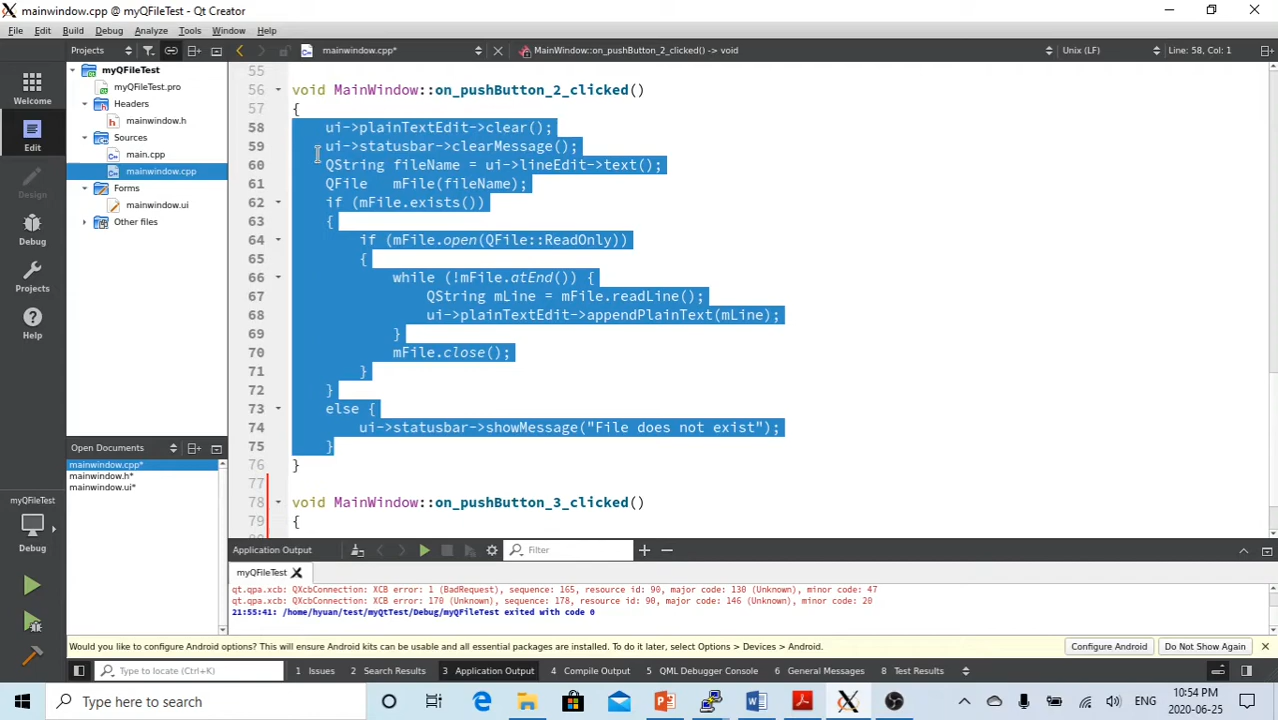 mainwindow.cpp @ myQFileTest - Qt Creator
File Edit Build Debug Analyze Tools Window Help
Projects mainwindow.cpp* MainWindow::on_pushButton_2_clicked() -> void Unix (LF) Line: 58, Col: 1
Welcome
Edit
Design
Debug
Projects
Help
myQFileTest
Debug
myQFileTest
myQFileTest.pro
Headers
mainwindow.h
Sources
main.cpp
mainwindow.cpp
Forms
mainwindow.ui
Other files
Open Documents
mainwindow.cpp*
mainwindow.h*
mainwindow.ui*
55
56 void MainWindow::on_pushButton_2_clicked()
57 {
58 ui->plainTextEdit->clear();
59 ui->statusbar->clearMessage();
60 QString fileName = ui->lineEdit->text();
61 QFile mFile(fileName);
62 if (mFile.exists())
63 {
64 if (mFile.open(QFile::ReadOnly))
65 {
66 while (!mFile.atEnd()) {
67 QString mLine = mFile.readLine();
68 ui->plainTextEdit->appendPlainText(mLine);
69 }
70 mFile.close();
71 }
72 }
73 else {
74 ui->statusbar->showMessage("File does not exist");
75 }
76 }
77
78 void MainWindow::on_pushButton_3_clicked()
79 {
Application Output Filter
myQFileTest
qt.qpa.xcb: QXcbConnection: XCB error: 1 (BadRequest), sequence: 165, resource id: 90, major code: 130 (Unknown), minor code: 47
qt.qpa.xcb: QXcbConnection: XCB error: 170 (Unknown), sequence: 178, resource id: 90, major code: 146 (Unknown), minor code: 20
21:55:41: /home/hyuan/test/myQtTest/Debug/myQFileTest exited with code 0
Would you like to configure Android options? This will ensure Android kits can be usable and all essential packages are installed. To do it later, select Options > Devices > Android. Configure Android Do Not Show Again
Type to locate (Ctrl+K) 1 Issues 2 Search Results 3 Application Output 4 Compile Output 5 QML Debugger Console 6 General Messages 8 Test Results
Type here to search ENG 10:54 PM
2020-06-25